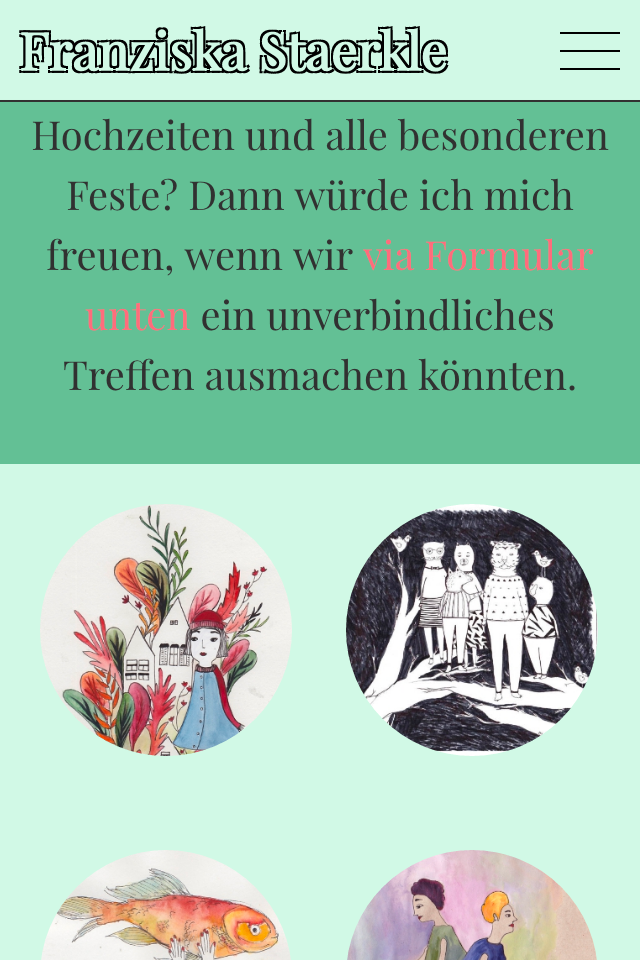 Franziska Staerkle
Hochzeiten und alle besonderen
Feste? Dann würde ich mich
freuen, wenn wir via Formular
unten ein unverbindliches
Treffen ausmachen könnten.